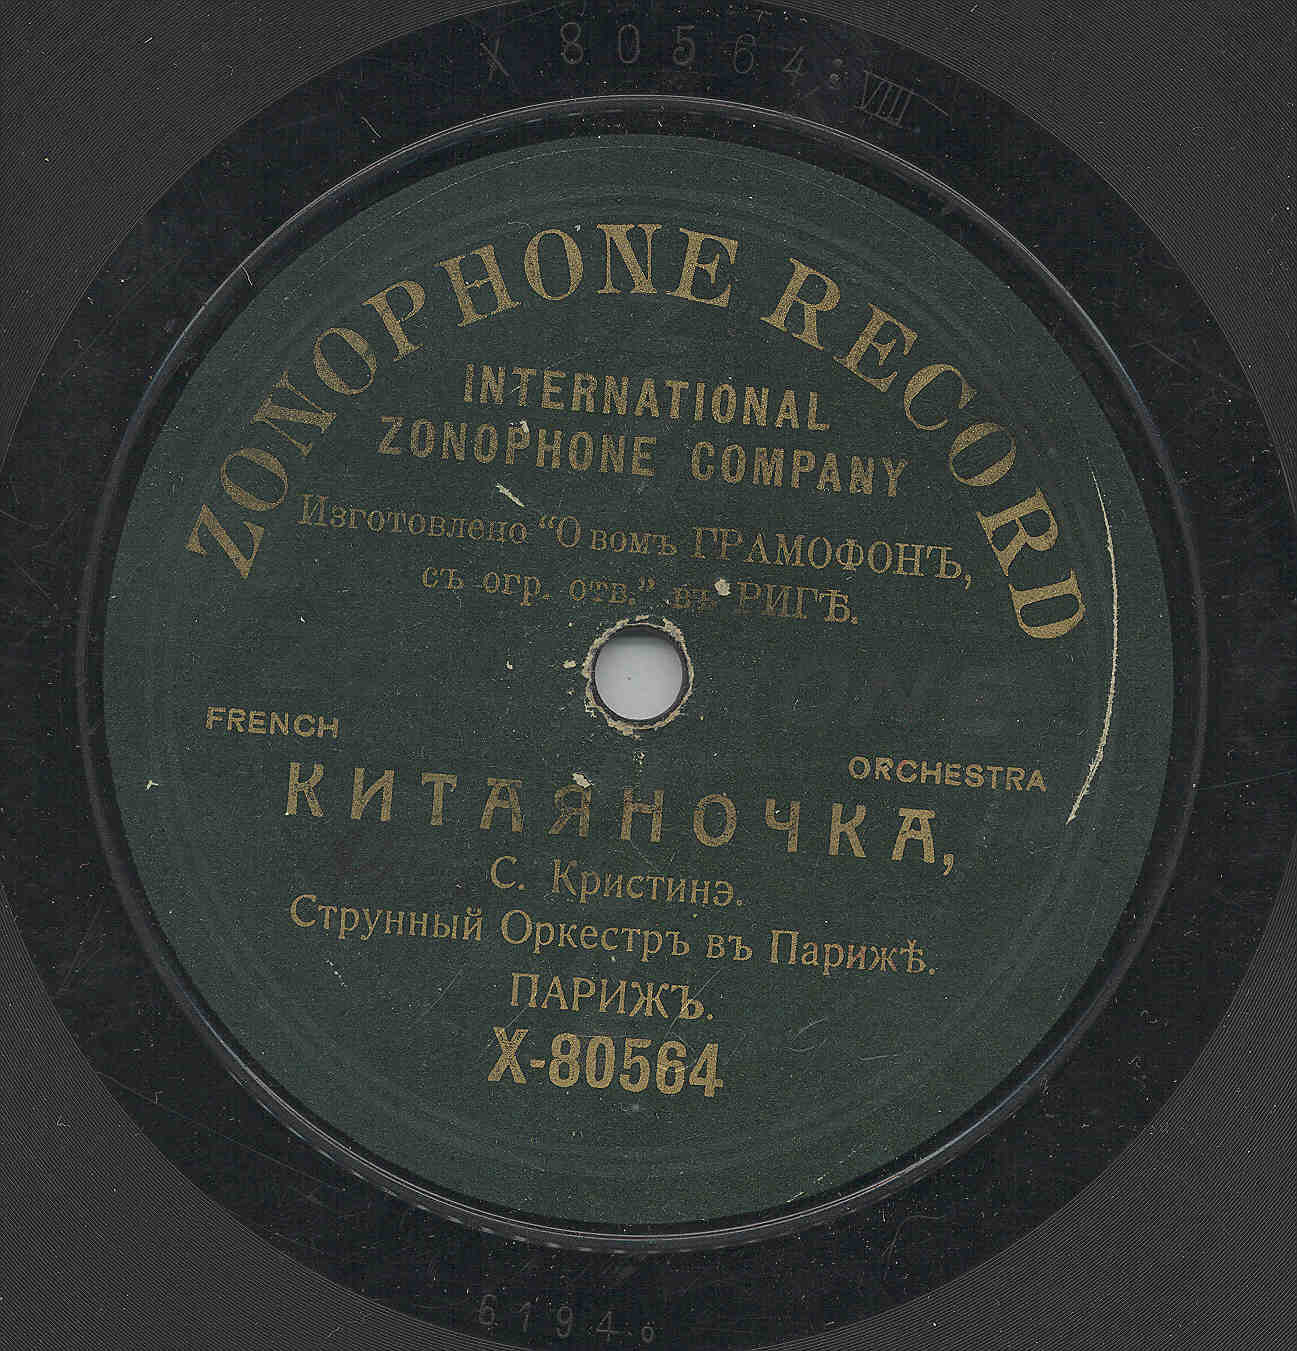 X 80564 : VIII
ZONOPHONE RECORD
INTERNATIONAL
ZONOPHONE COMPANY
Изготовлено “О вомъ ГРАМОФОНЪ,
съ огр. отв.” въ РИГѢ.
FRENCH ORCHESTRA
КИТАЯНОЧКА,
С. Кристинэ.
Струнный Оркестръ въ Парижѣ.
ПАРИЖЪ.
X-80564
6194o